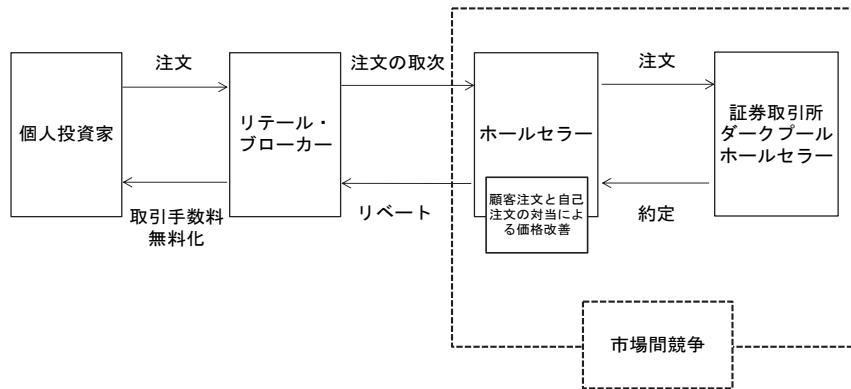 個人投資家
注文
取引手数料
無料化
リテール・
ブローカー
注文の取次
リベート
ホールセラー
顧客注文と自己
注文の対当によ
る価格改善
注文
約定
証券取引所
ダークプール
ホールセラー
市場間競争